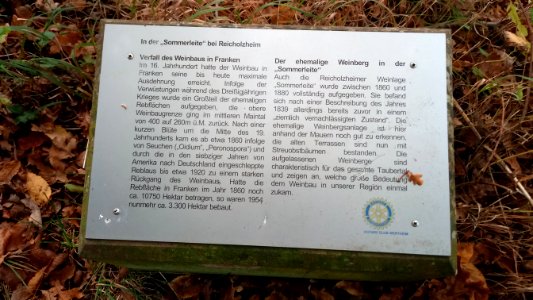 In der „Sommerleite" bei Reicholzheim
Verfall des Weinbaus in Franken
Im 16. Jahrhundert hatte der Weinbau in
Franken seine bis heute maximale
Ausdehnung erreicht. Infolge der
Verwüstungen während des Dreißigjährigen
Krieges wurde ein Großteil der ehemaligen
Rebflächen aufgegeben, die obere
Weinbaugrenze ging im mittleren Maintal
von 400 auf 260m ü.M. zurück. Nach einer
kurzen Blüte um die Mitte des 19.
Jahrhunderts kam es ab etwa 1860 infolge
von Seuchen („Oidium", „Peronospora") und
durch die in den siebziger Jahren von
Amerika nach Deutschland eingeschleppte
Reblaus bis etwa 1920 zu einem starken
Rückgang des Weinbaus. Hatte die
Rebfläche in Franken im Jahr 1860 noch
ca. 10750 Hektar betragen, so waren 1954
nunmehr ca. 3.300 Hektar bebaut.
Der ehemalige Weinberg in der
„Sommerleite"
Auch die Reicholzheimer Weinlage
„Sommerleite" wurde zwischen 1860 und
1880 vollständig aufgegeben. Sie befand
sich nach einer Beschreibung des Jahres
1839 allerdings bereits zuvor in einem
„ziemlich vernachlässigten Zustand". Die
ehemalige Weinbergsanlage ist hier
anhand der Mauern noch gut zu erkennen,
die alten Terrassen sind nun mit
Streuobstbäumen bestanden. Die
aufgelassenen Weinberge sind
charakteristisch für das gesamte Taubertal
und zeigen an, welche große Bedeutung
dem Weinbau in unserer Region einmal
zukam.
ROTARY CLUB WERTHEIM